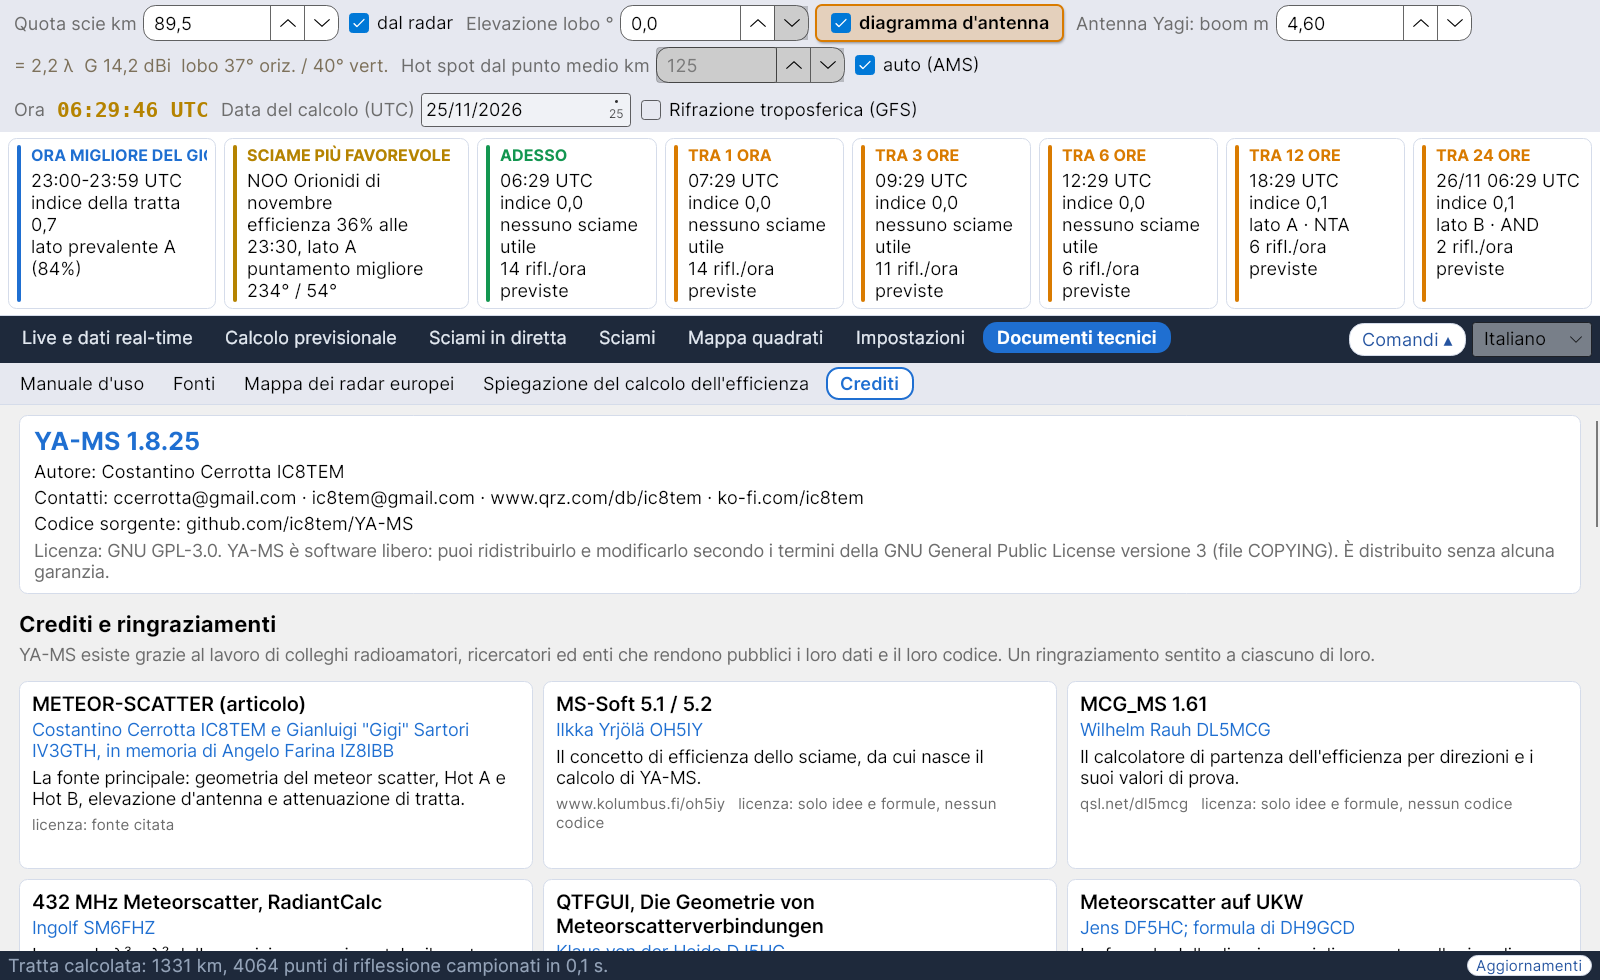 Quota scie km 89,5 dal radar Elevazione lobo ° 0,0 diagramma d'antenna Antenna Yagi: boom m 4,60
= 2,2 λ G 14,2 dBi lobo 37° oriz. / 40° vert. Hot spot dal punto medio km 125 auto (AMS)
Ora 06:29:46 UTC Data del calcolo (UTC) 25/11/2026 25 Rifrazione troposferica (GFS)
ORA MIGLIORE DEL GI
23:00-23:59 UTC
indice della tratta
0,7
lato prevalente A
(84%)
SCIAME PIÙ FAVOREVOLE
NOO Orionidi di
novembre
efficienza 36% alle
23:30, lato A
puntamento migliore
234° / 54°
ADESSO
06:29 UTC
indice 0,0
nessuno sciame
utile
14 rifl./ora
previste
TRA 1 ORA
07:29 UTC
indice 0,0
nessuno sciame
utile
14 rifl./ora
previste
TRA 3 ORE
09:29 UTC
indice 0,0
nessuno sciame
utile
11 rifl./ora
previste
TRA 6 ORE
12:29 UTC
indice 0,0
nessuno sciame
utile
6 rifl./ora
previste
TRA 12 ORE
18:29 UTC
indice 0,1
lato A · NTA
6 rifl./ora
previste
TRA 24 ORE
26/11 06:29 UTC
indice 0,1
lato B · AND
2 rifl./ora
previste
Live e dati real-time Calcolo previsionale Sciami in diretta Sciami Mappa quadrati Impostazioni Documenti tecnici Comandi ▴ Italiano
Manuale d'uso Fonti Mappa dei radar europei Spiegazione del calcolo dell'efficienza Crediti
YA-MS 1.8.25
Autore: Costantino Cerrotta IC8TEM
Contatti: ccerrotta@gmail.com · ic8tem@gmail.com · www.qrz.com/db/ic8tem · ko-fi.com/ic8tem
Codice sorgente: github.com/ic8tem/YA-MS
Licenza: GNU GPL-3.0. YA-MS è software libero: puoi ridistribuirlo e modificarlo secondo i termini della GNU General Public License versione 3 (file COPYING). È distribuito senza alcuna
garanzia.
Crediti e ringraziamenti
YA-MS esiste grazie al lavoro di colleghi radioamatori, ricercatori ed enti che rendono pubblici i loro dati e il loro codice. Un ringraziamento sentito a ciascuno di loro.
METEOR-SCATTER (articolo)
Costantino Cerrotta IC8TEM e Gianluigi "Gigi" Sartori
IV3GTH, in memoria di Angelo Farina IZ8IBB
La fonte principale: geometria del meteor scatter, Hot A e
Hot B, elevazione d'antenna e attenuazione di tratta.
licenza: fonte citata
MS-Soft 5.1 / 5.2
Ilkka Yrjölä OH5IY
Il concetto di efficienza dello sciame, da cui nasce il
calcolo di YA-MS.
www.kolumbus.fi/oh5iy licenza: solo idee e formule, nessun
codice
MCG_MS 1.61
Wilhelm Rauh DL5MCG
Il calcolatore di partenza dell'efficienza per direzioni e i
suoi valori di prova.
qsl.net/dl5mcg licenza: solo idee e formule, nessun codice
432 MHz Meteorscatter, RadiantCalc
Ingolf SM6FHZ
QTFGUI, Die Geometrie von
Meteorscatterverbindungen
Klaus von der Heide DJ5HG
Meteorscatter auf UKW
Jens DF5HC; formula di DH9GCD
Tratta calcolata: 1331 km, 4064 punti di riflessione campionati in 0,1 s.
Aggiornamenti